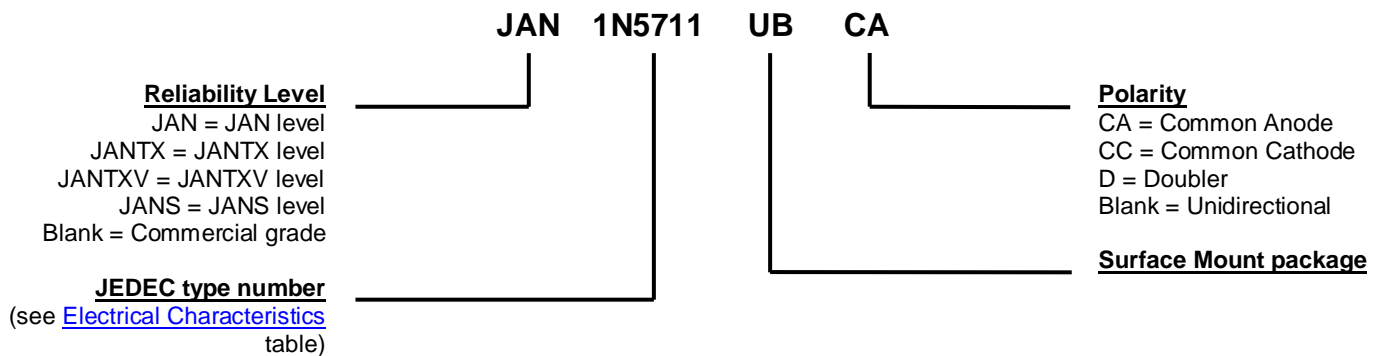 JAN 1N5711 UB CA
Reliability Level
JAN = JAN level
JANTX = JANTX level
JANTXV = JANTXV level
JANS = JANS level
Blank = Commercial grade
JEDEC type number
(see Electrical Characteristics
table)
Polarity
CA = Common Anode
CC = Common Cathode
D = Doubler
Blank = Unidirectional
Surface Mount package